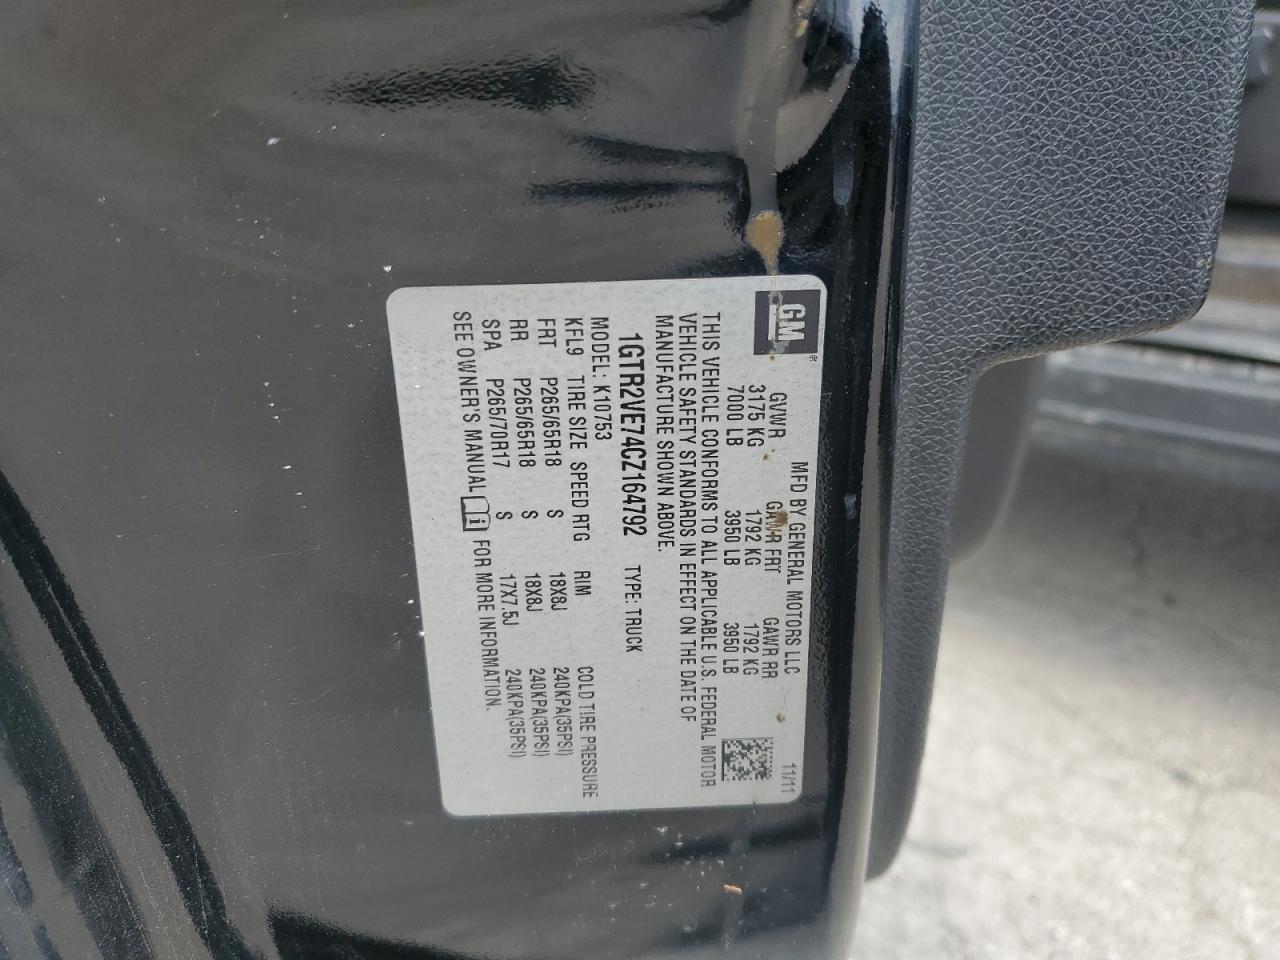 GM®
MFD BY GENERAL MOTORS LLC 11/11
GVWR GAWR FRT GAWR RR
3175 KG 1792 KG 1792 KG
7000 LB 3950 LB 3950 LB
THIS VEHICLE CONFORMS TO ALL APPLICABLE U.S. FEDERAL MOTOR
VEHICLE SAFETY STANDARDS IN EFFECT ON THE DATE OF
MANUFACTURE SHOWN ABOVE.
1GTR2VE74CZ164792 TYPE: TRUCK
MODEL: K10753
KFL9 TIRE SIZE SPEED RTG RIM COLD TIRE PRESSURE
FRT P265/65R18 S 18X8J 240KPA(35PSI)
RR P265/65R18 S 18X8J 240KPA(35PSI)
SPA P265/70R17 S 17X7.5J 240KPA(35PSI)
SEE OWNER'S MANUAL i FOR MORE INFORMATION.